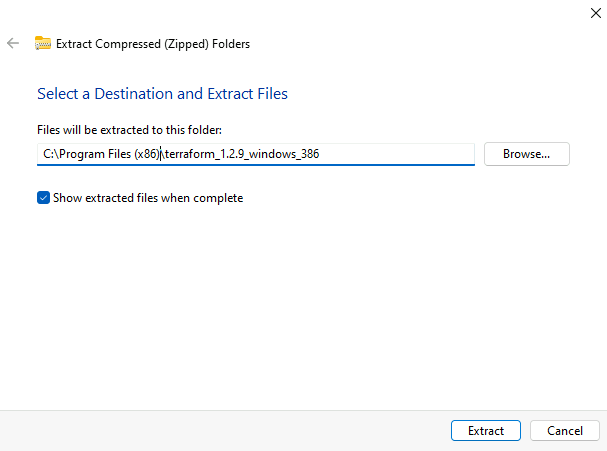 Extract Compressed (Zipped) Folders
Select a Destination and Extract Files
Files will be extracted to this folder:
C:\Program Files (x86)\terraform_1.2.9_windows_386
Browse...
Show extracted files when complete
Extract
Cancel